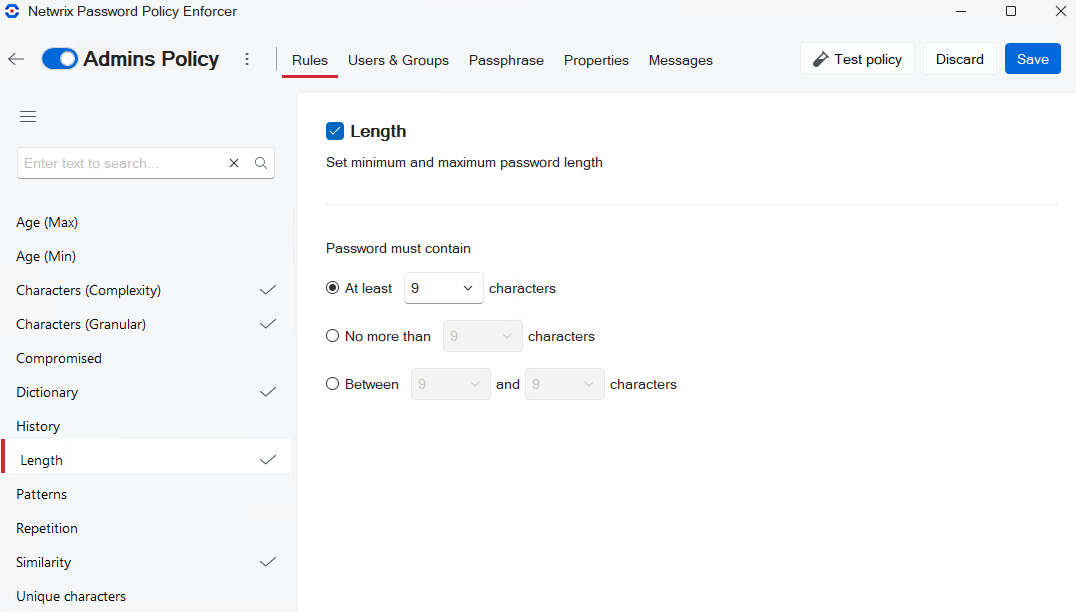 Netwrix Password Policy Enforcer
Admins Policy
Rules Users & Groups Passphrase Properties Messages
Test policy Discard Save
Enter text to search...
Age (Max)
Age (Min)
Characters (Complexity)
Characters (Granular)
Compromised
Dictionary
History
Length
Patterns
Repetition
Similarity
Unique characters
Length
Set minimum and maximum password length
Password must contain
At least 9 characters
No more than 9 characters
Between 9 and 9 characters